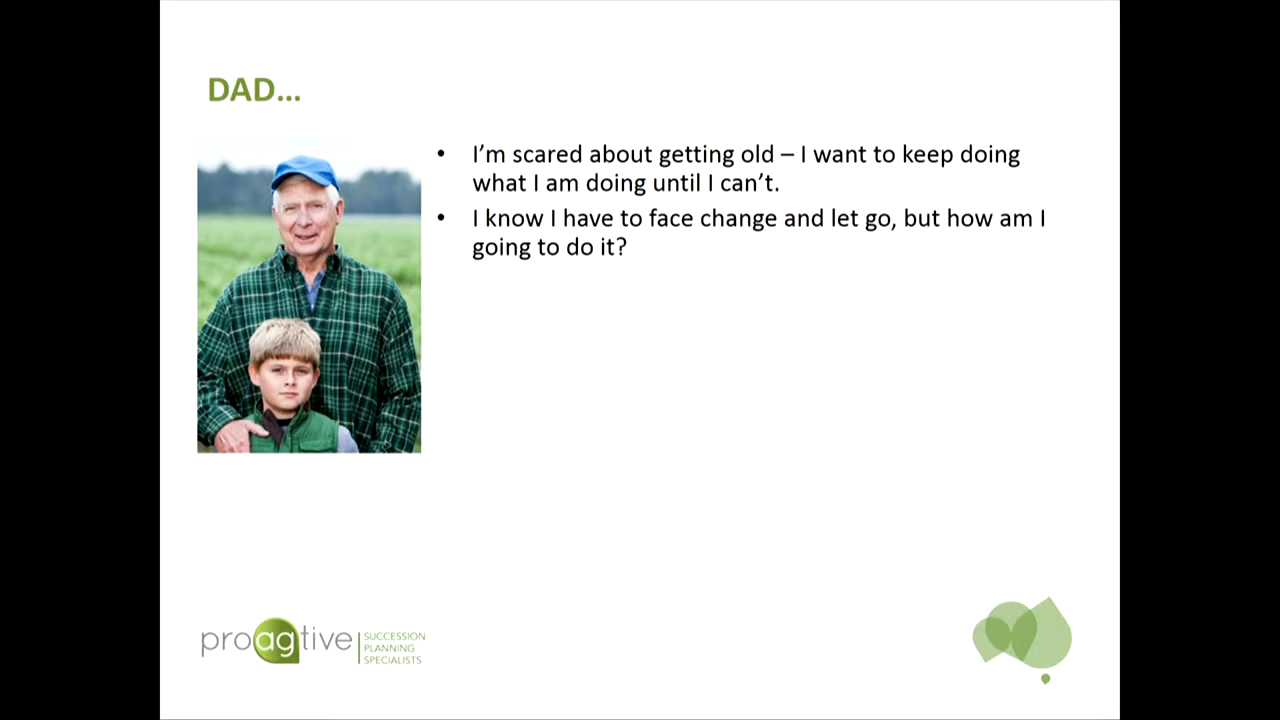 DAD...
• I’m scared about getting old – I want to keep doing
what I am doing until I can’t.
• I know I have to face change and let go, but how am I
going to do it?
proagtive
SUCCESSION
PLANNING
SPECIALISTS